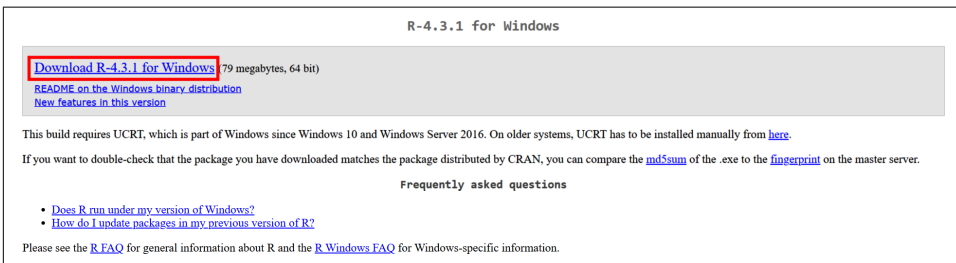 R-4.3.1 for Windows
Download R-4.3.1 for Windows (79 megabytes, 64 bit)
README on the Windows binary distribution
New features in this version
This build requires UCRT, which is part of Windows since Windows 10 and Windows Server 2016. On older systems, UCRT has to be installed manually from here.
If you want to double-check that the package you have downloaded matches the package distributed by CRAN, you can compare the md5sum of the .exe to the fingerprint on the master server.
Frequently asked questions
• Does R run under my version of Windows?
• How do I update packages in my previous version of R?
Please see the R FAQ for general information about R and the R Windows FAQ for Windows-specific information.